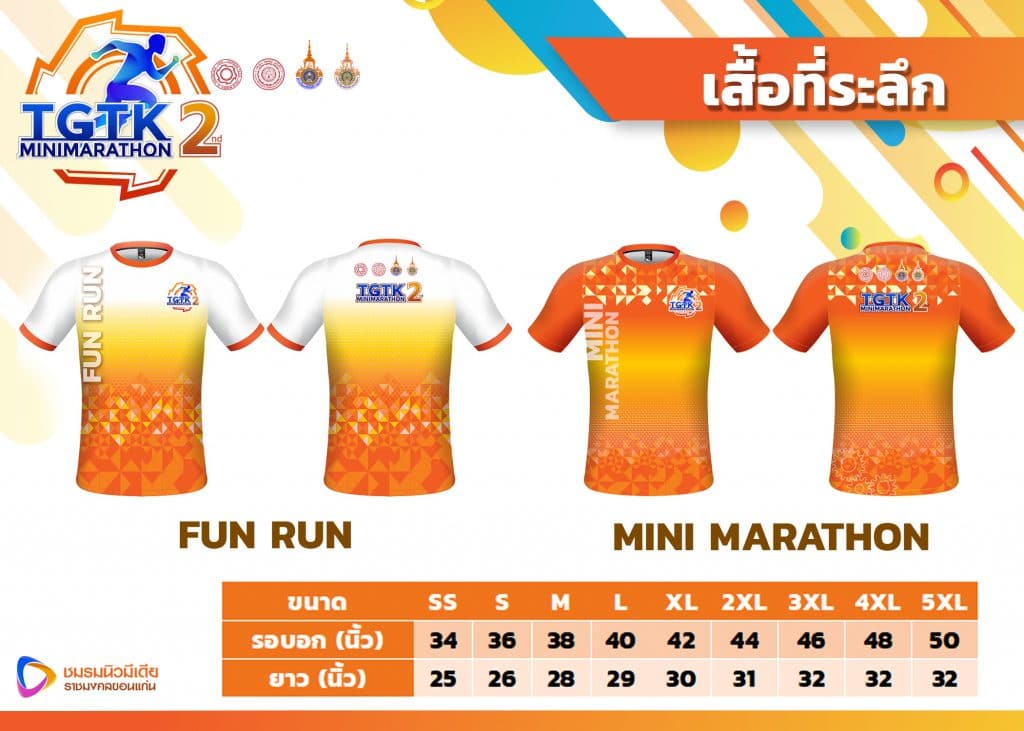 TGTK 2nd
MINIMARATHON
เสื้อที่ระลึก
FUN RUN
TGTK 2
TGTK 2
MINIMARATHON
MINI
MARATHON
TGTK 2
TGTK 2
MINIMARATHON
FUN RUN
MINI MARATHON
ขนาด SS S M L XL 2XL 3XL 4XL 5XL
รอบอก (นิ้ว) 34 36 38 40 42 44 46 48 50
ยาว (นิ้ว) 25 26 28 29 30 31 32 32 32
ชมรมนิวมีเดีย
ราชมงคลขอนแก่น